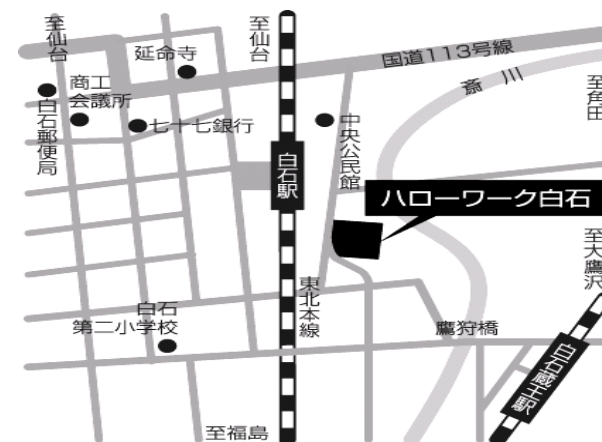 至仙台
延命寺
至仙台
国道113号線
斎川
至角田
商工
会議所
白石郵便局
七十七銀行
中央公民館
白石駅
ハローワーク白石
至大鷹沢
東北本線
白石
第二小学校
鷹狩橋
白石蔵王駅
至福島